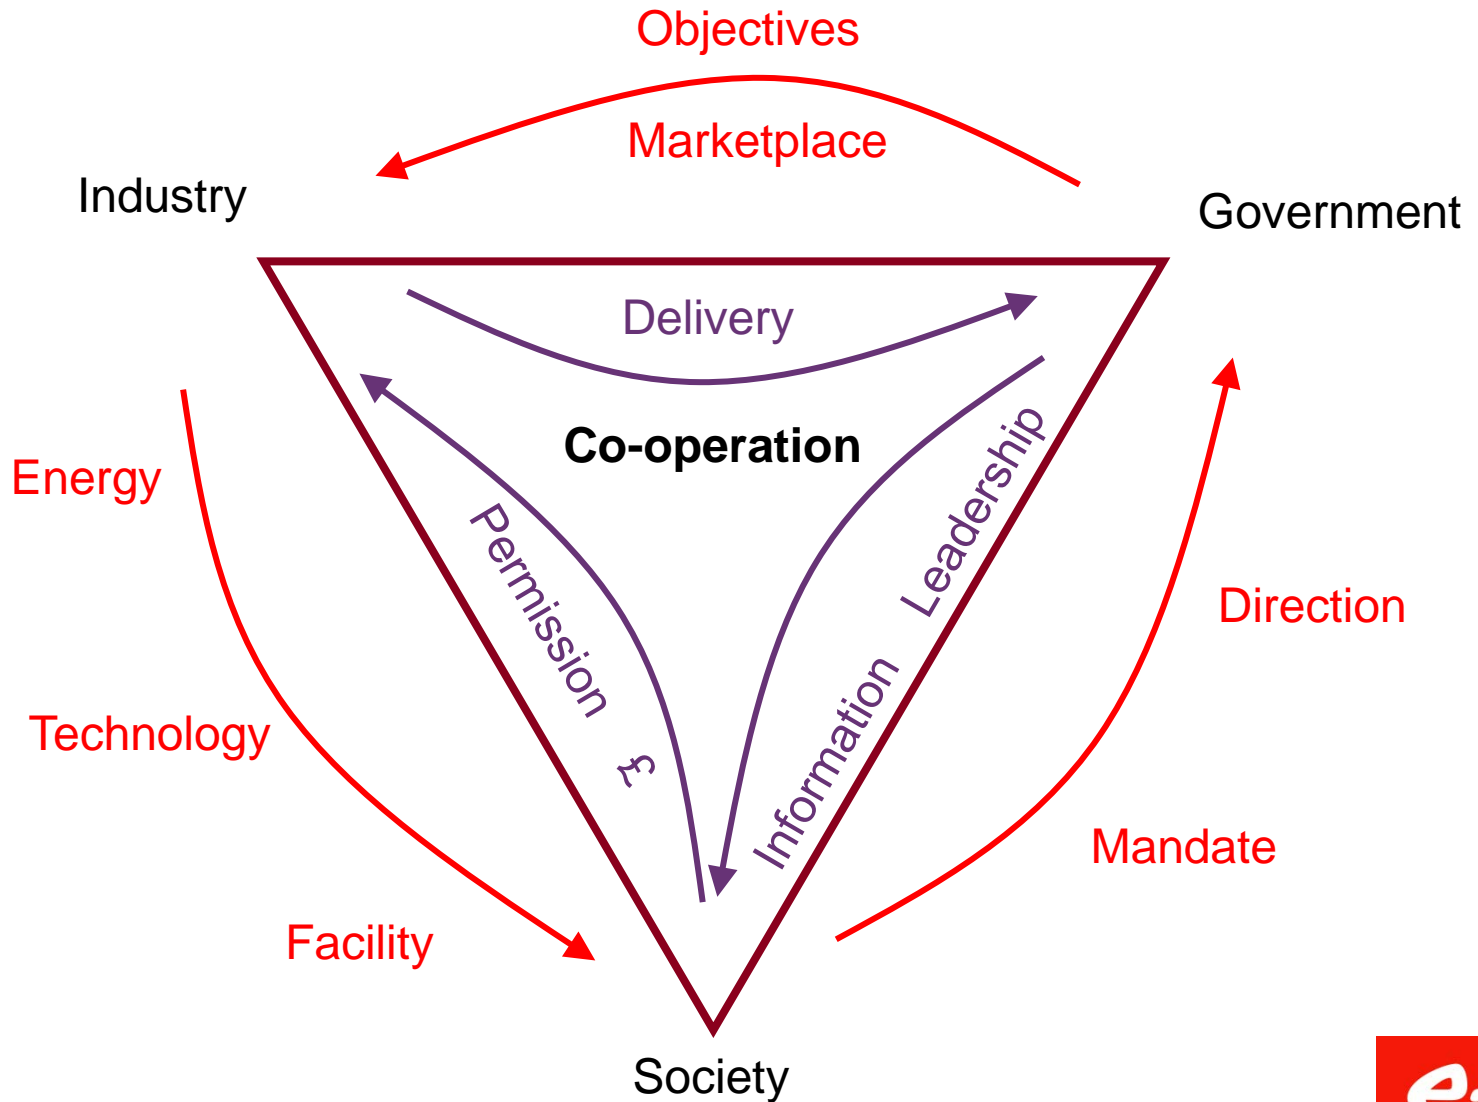 Objectives
Marketplace
Industry
Government
Delivery
Co-operation
Energy
Permission £
Information Leadership
Direction
Technology
Mandate
Facility
Society
e.